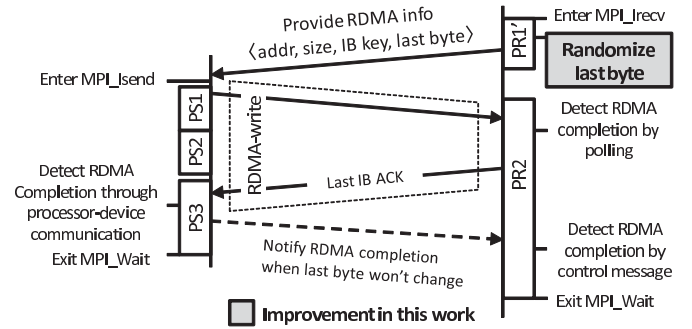 Provide RDMA info
⟨addr, size, IB key, last byte⟩
Enter MPI_Irecv
PR1'
Randomize
last byte
Enter MPI_Isend
PS1
PS2
PS3
RDMA-write
PR2
Detect RDMA
completion by
polling
Last IB ACK
Detect RDMA
Completion through
processor-device
communication
Exit MPI_Wait
Notify RDMA completion
when last byte won't change
Detect RDMA
completion by
control message
Exit MPI_Wait
Improvement in this work